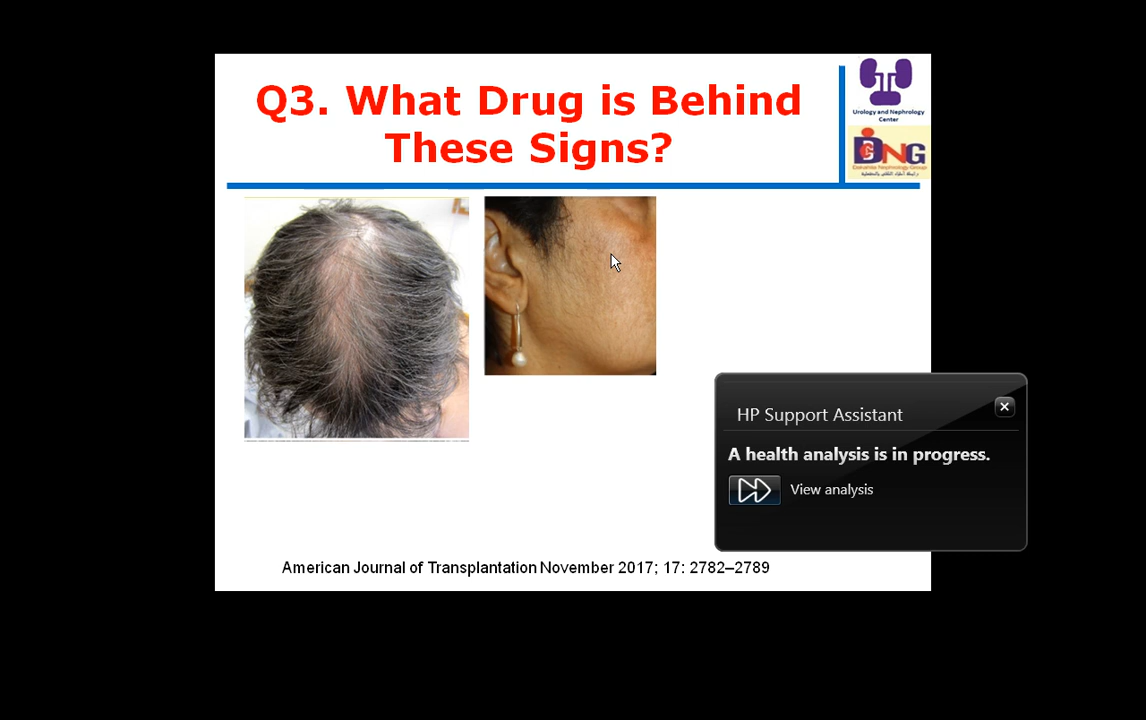 Q3. What Drug is Behind
These Signs?
Urology and Nephrology
Center
HP Support Assistant
A health analysis is in progress.
View analysis
American Journal of Transplantation November 2017; 17: 2782–2789